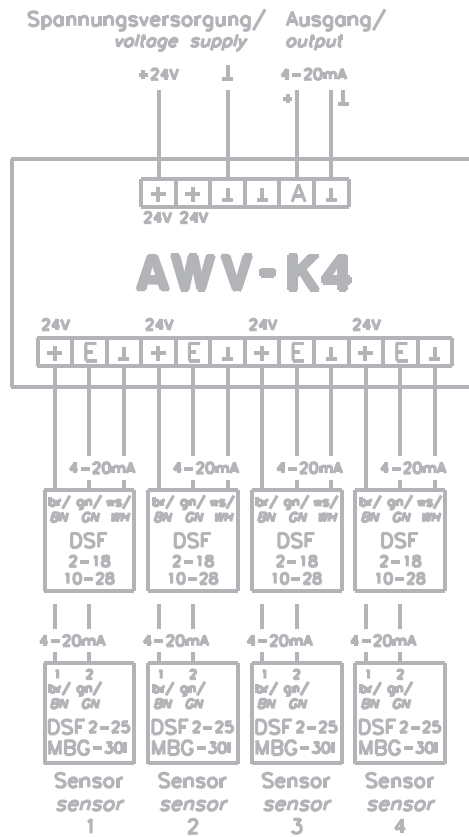 Spannungsversorgung/ Ausgang/
voltage supply output
+24V ⊥ 4-20mA
+ ⊥
+ + ⊥ ⊥ A ⊥
24V 24V
AWV-K4
24V 24V 24V 24V
+ E ⊥ + E ⊥ + E ⊥ + E ⊥
4-20mA 4-20mA 4-20mA 4-20mA
br/ gn/ ws/ br/ gn/ ws/ br/ gn/ ws/ br/ gn/ ws/
BN GN WH BN GN WH BN GN WH BN GN WH
DSF DSF DSF DSF
2-18 2-18 2-18 2-18
10-28 10-28 10-28 10-28
4-20mA 4-20mA 4-20mA 4-20mA
1 2 1 2 1 2 1 2
br/ gn/ br/ gn/ br/ gn/ br/ gn/
BN GN BN GN BN GN BN GN
DSF 2-25 DSF 2-25 DSF 2-25 DSF 2-25
MBG-301 MBG-301 MBG-301 MBG-301
Sensor Sensor Sensor Sensor
sensor sensor sensor sensor
1 2 3 4